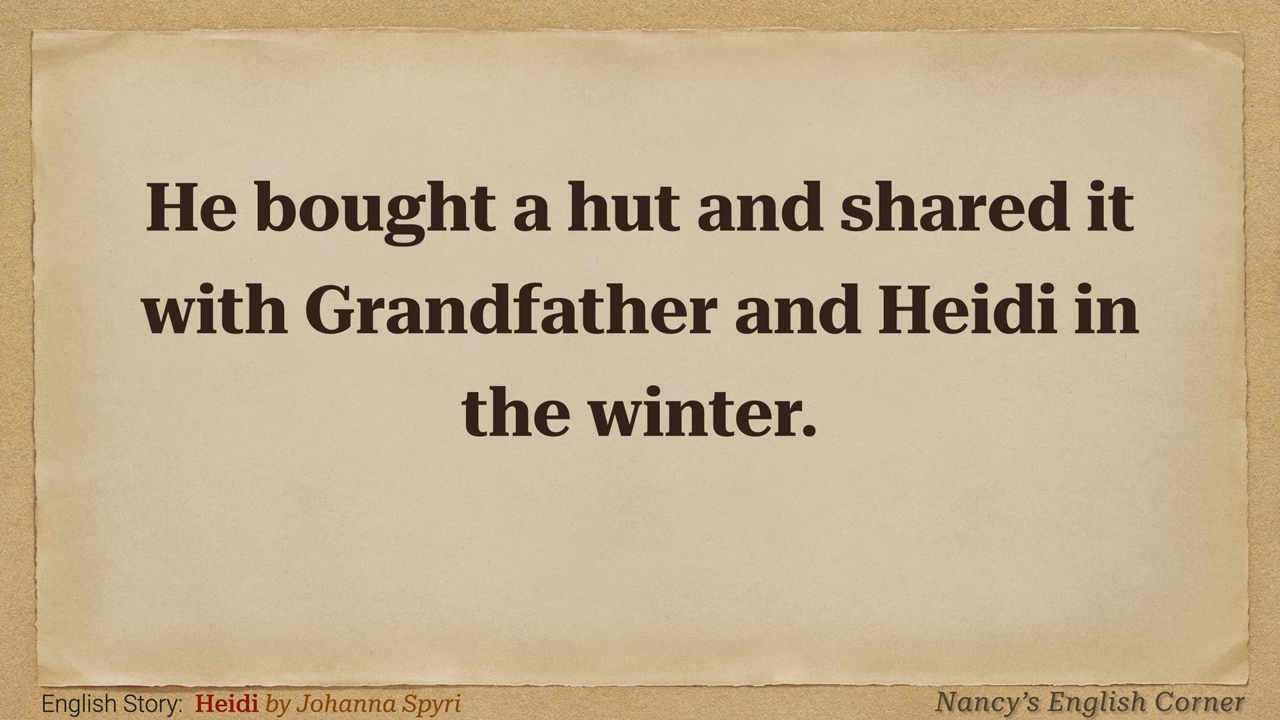 He bought a hut and shared it
with Grandfather and Heidi in
the winter.
English Story: Heidi by Johanna Spyri
Nancy’s English Corner